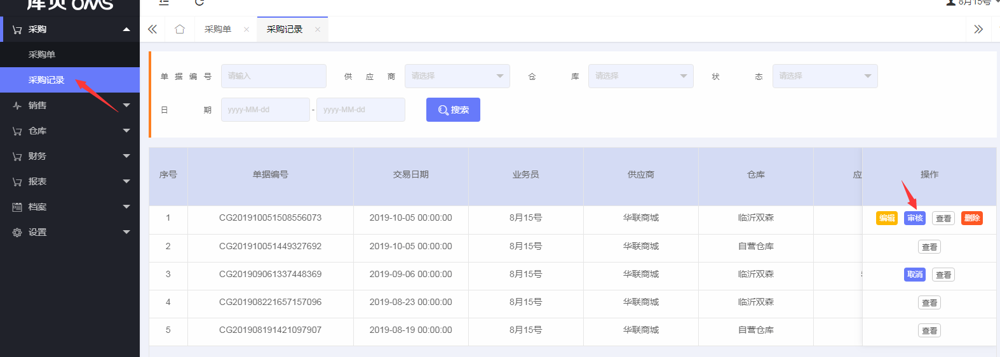 库贝 OMS
8月15号
采购
采购单
采购记录
销售
仓库
财务
报表
档案
设置
采购单 ×
采购记录 ×
单据编号 请输入 供应商 请选择 仓库 请选择 状态 请选择
日期 yyyy-MM-dd - yyyy-MM-dd 搜索
序号 单据编号 交易日期 业务员 供应商 仓库 应 操作
1 CG201910051508556073 2019-10-05 00:00:00 8月15号 华联商城 临沂双森 编辑 审核 查看 删除
2 CG201910051449327692 2019-10-05 00:00:00 8月15号 华联商城 自营仓库 查看
3 CG201909061337448369 2019-09-06 00:00:00 8月15号 华联商城 临沂双森 取消 查看
4 CG201908221657157096 2019-08-23 00:00:00 8月15号 华联商城 临沂双森 查看
5 CG201908191421097907 2019-08-19 00:00:00 8月15号 华联商城 自营仓库 查看